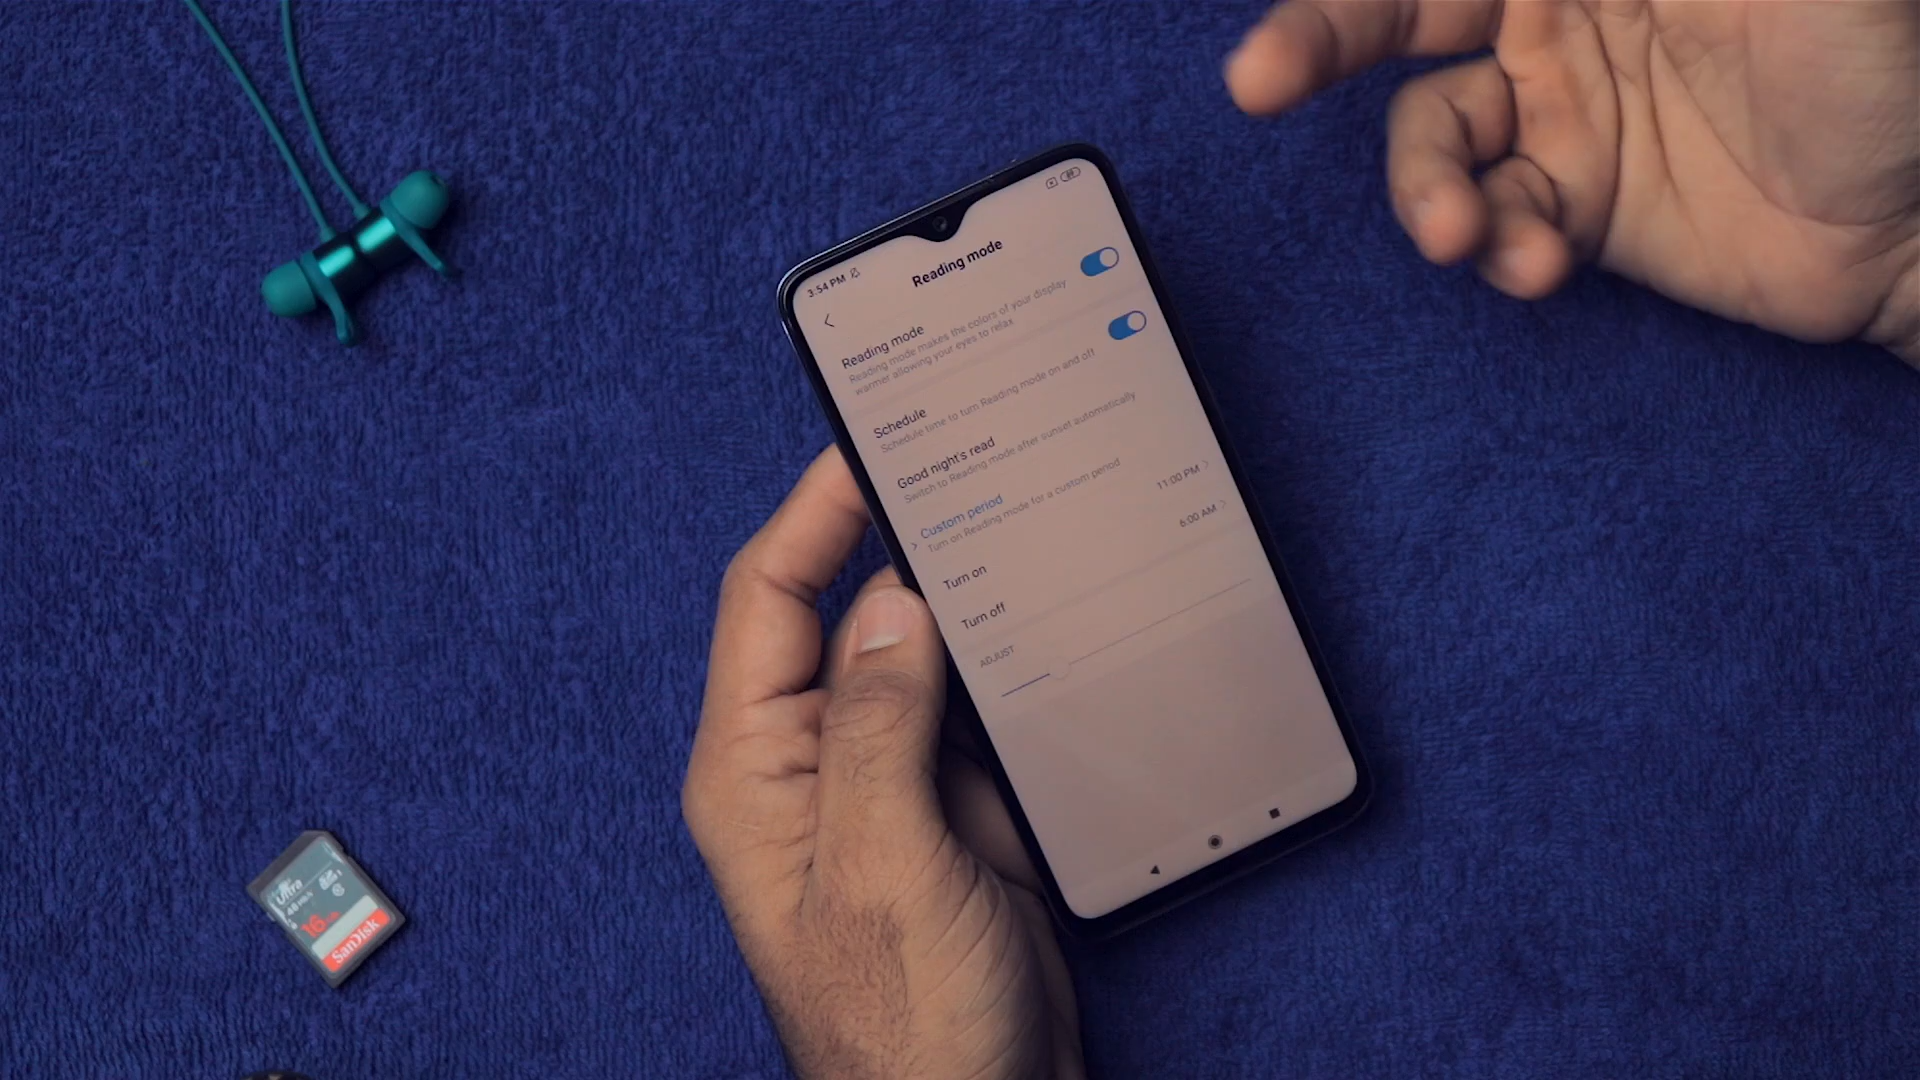 3:54 PM
Reading mode
Reading mode
Reading mode makes the colors of your display
warmer allowing your eyes to relax
Schedule
Schedule time to turn Reading mode on and off
Good night's read
Switch to Reading mode after sunset automatically
Custom period
Turn on Reading mode for a custom period
Turn on
11:00 PM
Turn off
6:00 AM
ADJUST
Ultra
16
SanDisk